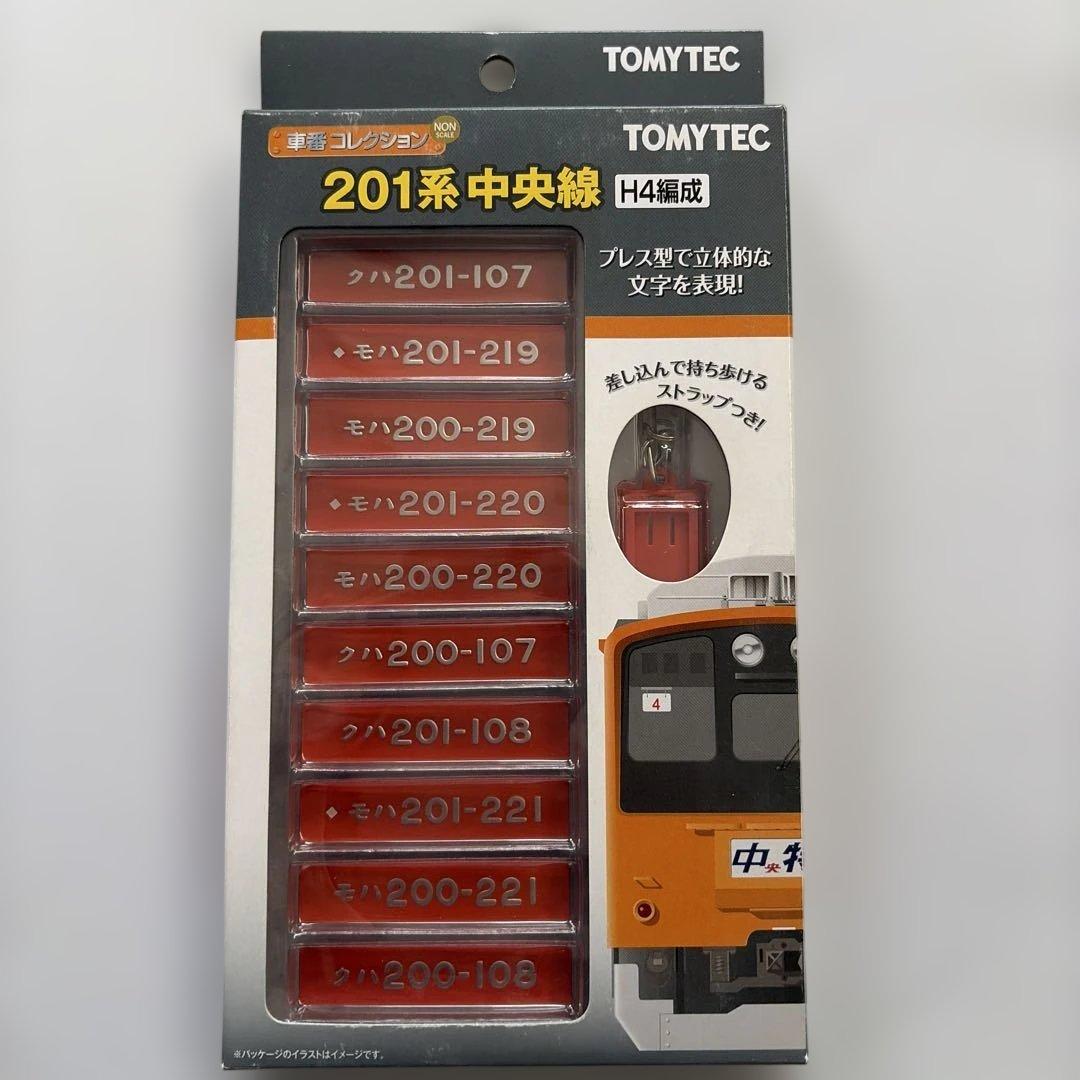 TOMYTEC
車番コレクション
NON
SCALE
TOMYTEC
201系 中央線 H4編成
プレス型で立体的な
文字を表現!
クハ201-107
◆モハ201-219
モハ200-219
◆モハ201-220
モハ200-220
クハ200-107
クハ201-108
◆モハ201-221
モハ200-221
クハ200-108
差し込んで持ち歩ける
ストラップつき!
4
中央特
※パッケージのイラストはイメージです。